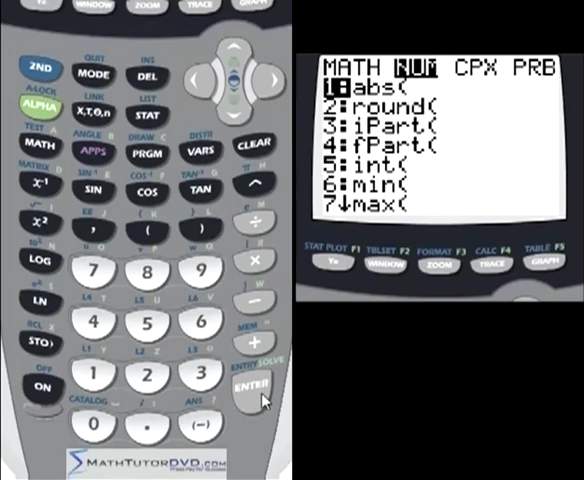 Y= WINDOW ZOOM TRACE GRAPH
QUIT INS
2ND MODE DEL
A-LOCK LINK LIST
ALPHA X,T,Θ,n STAT
TEST A ANGLE B DRAW C DISTR
MATH APPS PRGM VARS CLEAR
MATRIX D SIN⁻¹ E COS⁻¹ F TAN⁻¹ G π H
x⁻¹ SIN COS TAN ^
√ I EE J { K } L e M
x² , ( ) ÷
10ˣ N u O v P w Q [ R
LOG 7 8 9 ×
eˣ S L4 T L5 U L6 V ] W
LN 4 5 6 −
RCL X L1 Y L2 Z L3 Θ MEM "
STO› 1 2 3 +
OFF CATALOG i : ANS ? ENTRY SOLVE
ON 0 . (−) ENTER
MATHTUTORDVD.COM
MATH NUM CPX PRB
1:abs(
2:round(
3:iPart(
4:fPart(
5:int(
6:min(
7↓max(
STAT PLOT F1 TBLSET F2 FORMAT F3 CALC F4 TABLE F5
Y= WINDOW ZOOM TRACE GRAPH